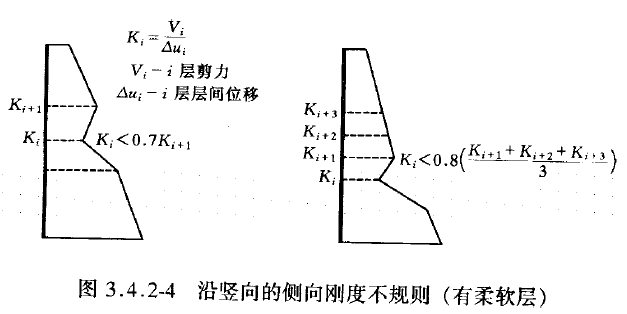 K_i = V_i / Δu_i
V_i — i 层剪力
Δu_i — i 层层间位移
K_{i+1}
K_i
K_i<0.7K_{i+1}
K_{i+3}
K_{i+2}
K_{i+1}
K_i
K_i<0.8(K_{i+1}+K_{i+2}+K_{i+3} / 3)
图 3.4.2-4 沿竖向的侧向刚度不规则（有柔软层）